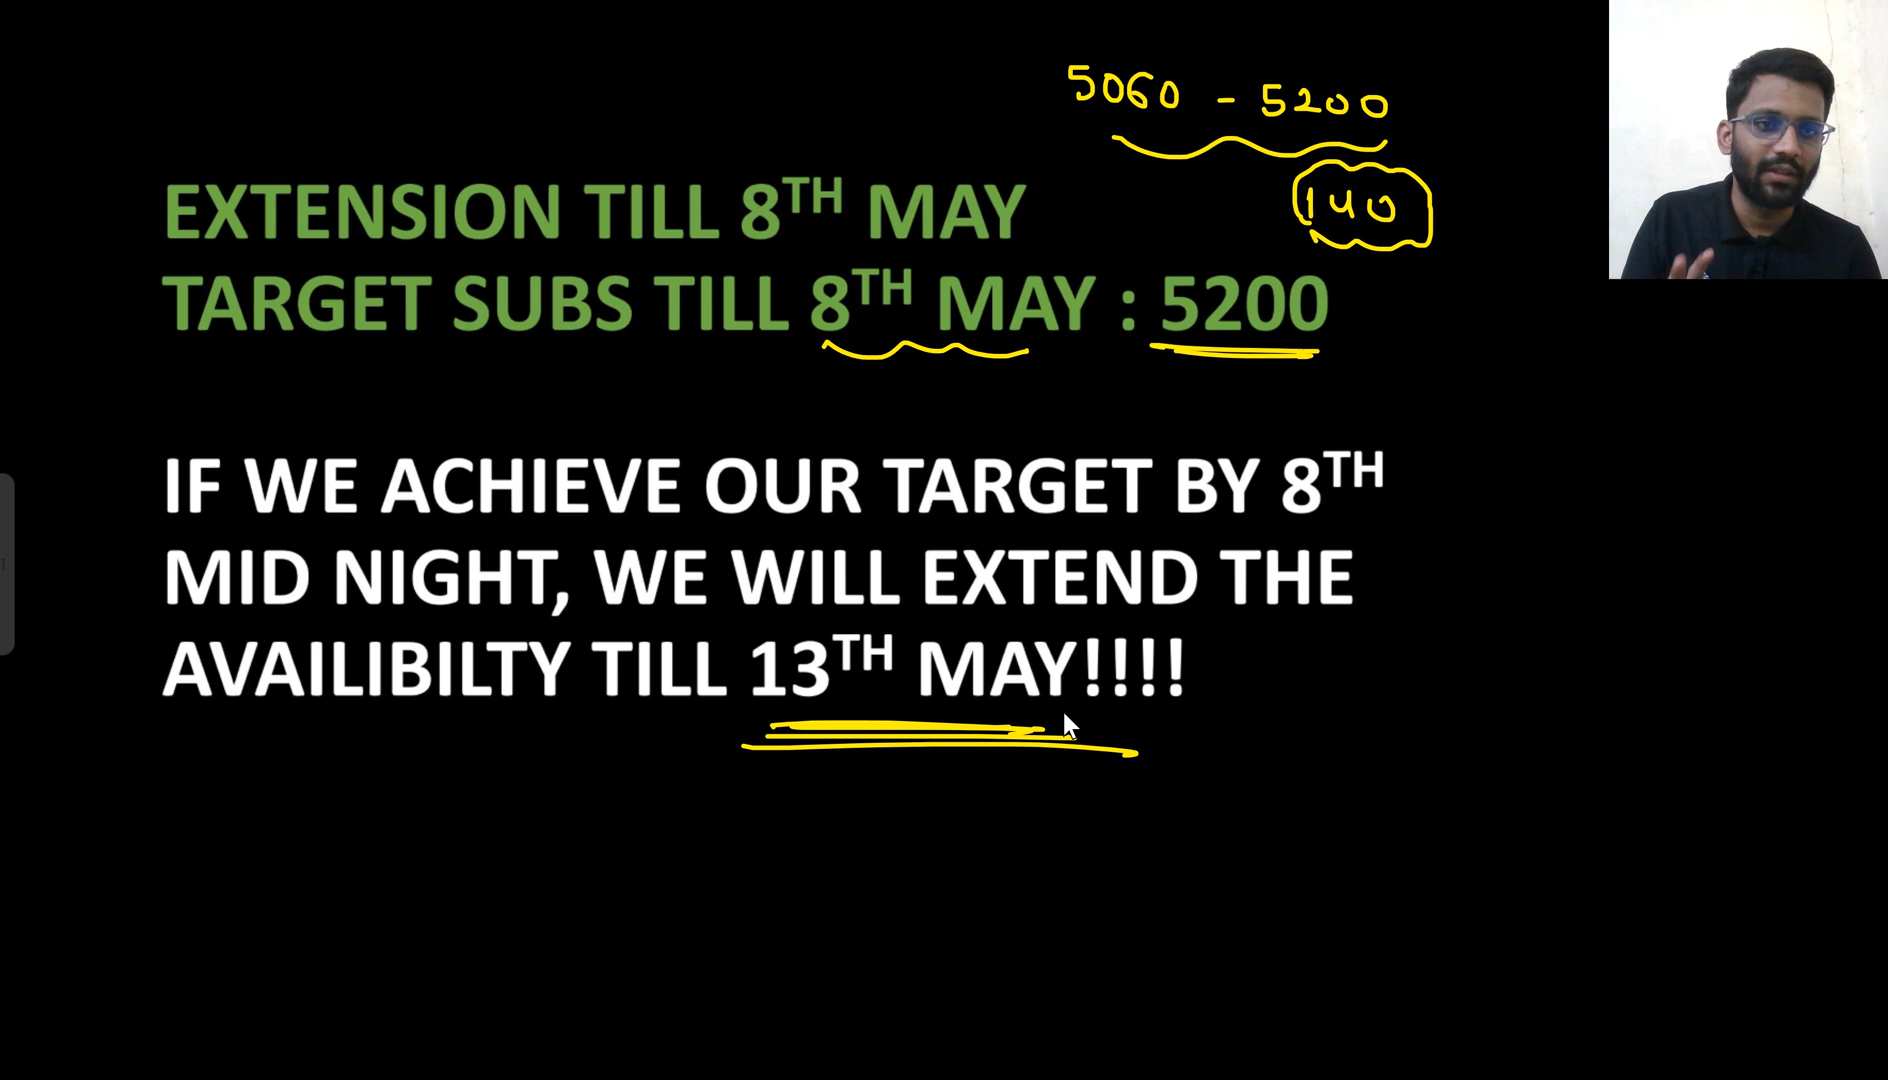 5060 - 5200
140
EXTENSION TILL 8TH MAY
TARGET SUBS TILL 8TH MAY : 5200
IF WE ACHIEVE OUR TARGET BY 8TH
MID NIGHT, WE WILL EXTEND THE
AVAILIBILTY TILL 13TH MAY!!!!